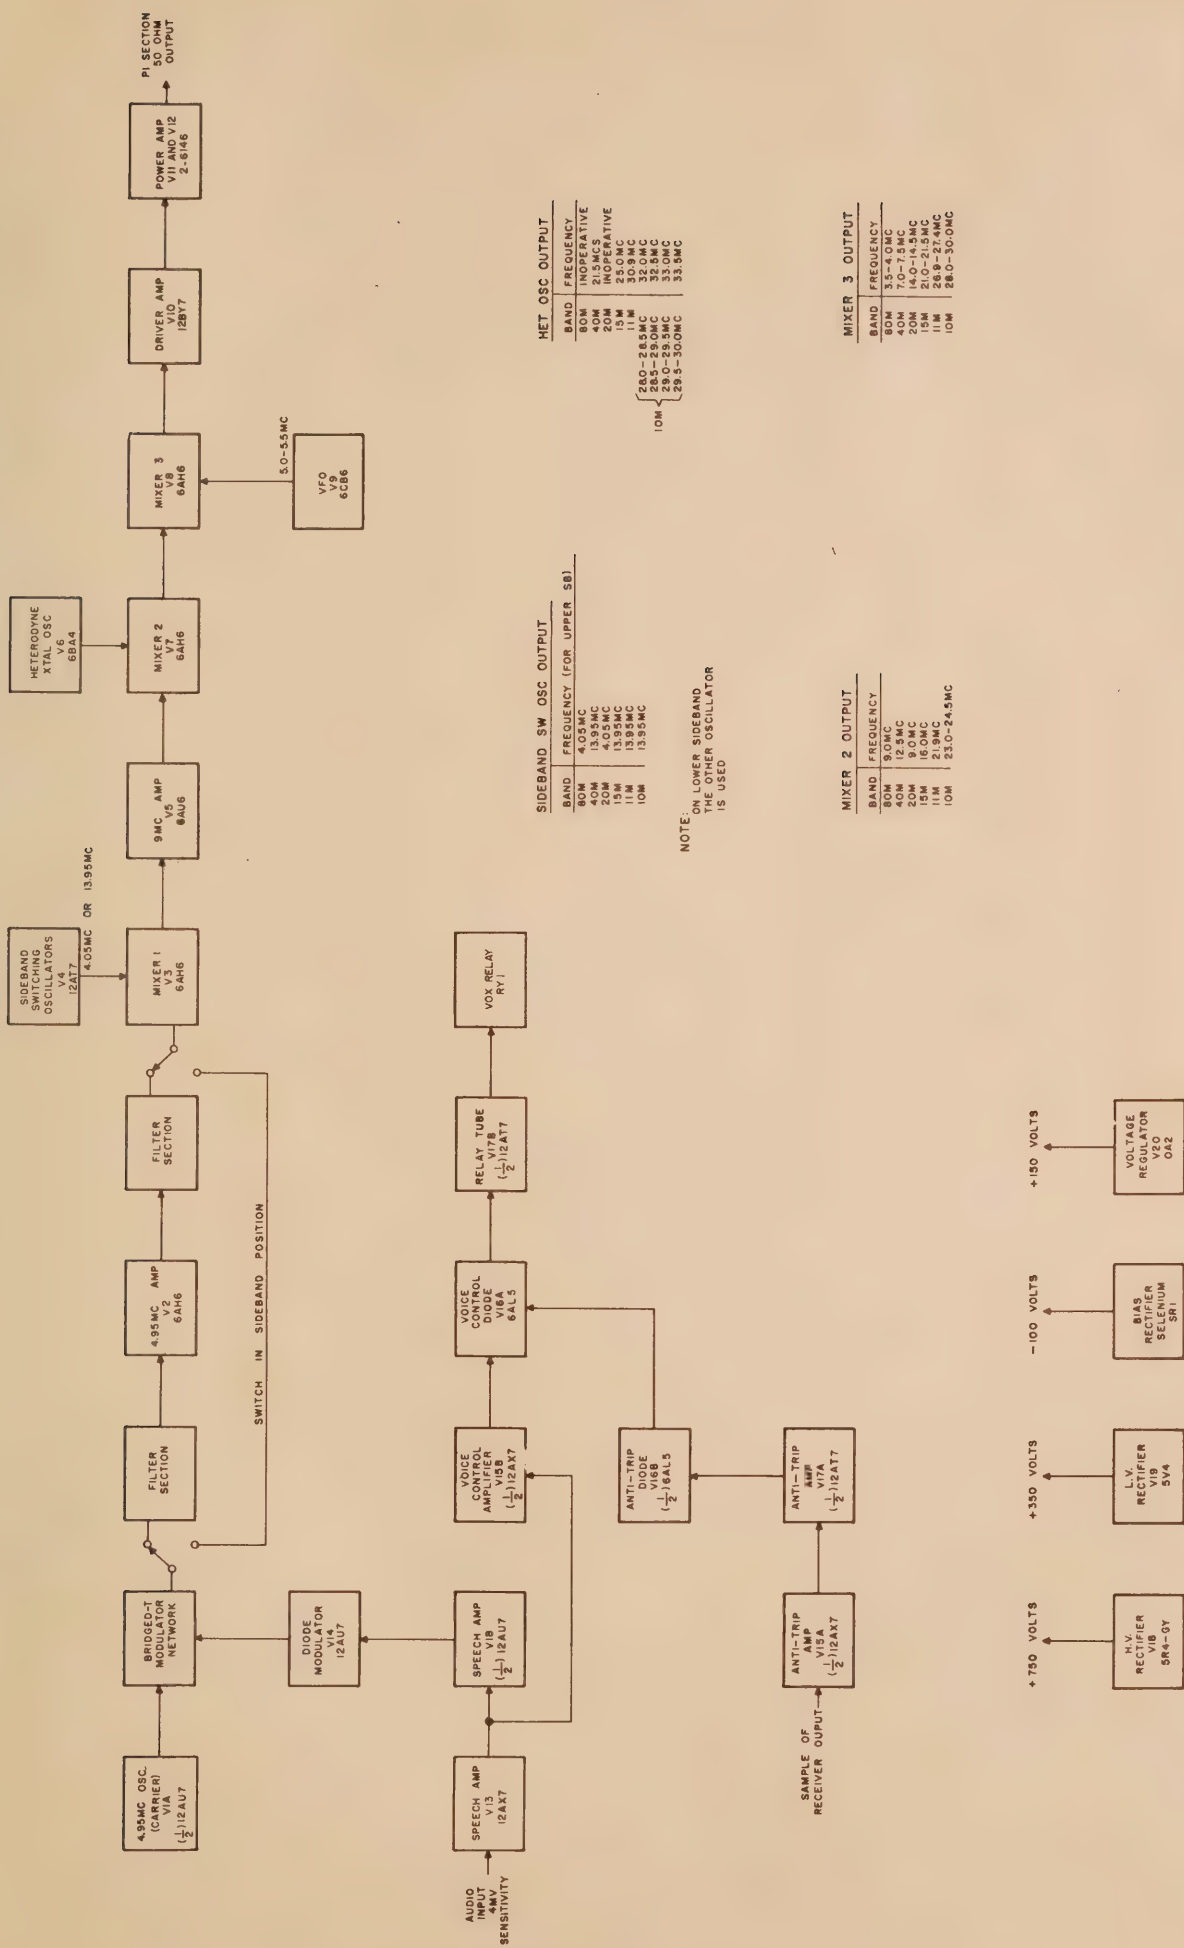 4.95MC OSC.
(CARRIER)
V1A
(1/2)12AU7
BRIDGED-T
MODULATOR
NETWORK
FILTER
SECTION
4.95MC AMP
V2
6AH6
FILTER
SECTION
SWITCH IN SIDEBAND POSITION
SIDEBAND
SWITCHING
OSCILLATORS
V4
12AT7
4.05MC OR 13.95MC
MIXER 1
V3
6AH6
9MC AMP
V5
6AU6
HETERODYNE
XTAL OSC
V6
6BA4
MIXER 2
V7
6AH6
MIXER 3
V8
6AH6
5.0-5.5MC
VFO
V9
6CB6
DRIVER AMP
V10
12BY7
POWER AMP
V11 AND V12
2-6146
PI SECTION
50 OHM
OUTPUT
DIODE
MODULATOR
V14
12AU7
AUDIO
INPUT
4MV
SENSITIVITY
SPEECH AMP
V13
12AX7
SPEECH AMP
V1B
(1/2)12AU7
VOICE
CONTROL
AMPLIFIER
V15B
(1/2)12AX7
VOICE
CONTROL
DIODE
V16A
6AL5
RELAY TUBE
V17B
(1/2)12AT7
VOX RELAY
RY1
ANTI-TRIP
DIODE
V16B
(1/2)6AL5
SAMPLE OF
RECEIVER OUPUT
ANTI-TRIP
AMP
V15A
(1/2)12AX7
ANTI-TRIP
AMP
V17A
(1/2)12AT7
SIDEBAND SW OSC OUTPUT
BAND FREQUENCY (FOR UPPER SB)
80M 4.05MC
40M 13.95MC
20M 4.05MC
15M 13.95MC
11M 13.95MC
10M 13.95MC
NOTE:
ON LOWER SIDEBAND
THE OTHER OSCILLATOR
IS USED
HET OSC OUTPUT
BAND FREQUENCY
80M INOPERATIVE
40M 21.5MCS
20M INOPERATIVE
15M 25.0MC
11M 30.9MC
10M
28.0-28.5MC 32.0MC
28.5-29.0MC 32.5MC
29.0-29.5MC 33.0MC
29.5-30.0MC 33.5MC
MIXER 2 OUTPUT
BAND FREQUENCY
80M 9.0MC
40M 12.5MC
20M 9.0MC
15M 16.0MC
11M 21.9MC
10M 23.0-24.5MC
MIXER 3 OUTPUT
BAND FREQUENCY
80M 3.5-4.0MC
40M 7.0-7.5MC
20M 14.0-14.5MC
15M 21.0-21.5MC
11M 26.9-27.4MC
10M 28.0-30.0MC
+750 VOLTS
H.V.
RECTIFIER
V18
5R4-GY
+350 VOLTS
L.V.
RECTIFIER
V19
5V4
-100 VOLTS
BIAS
RECTIFIER
SELENIUM
SR1
+150 VOLTS
VOLTAGE
REGULATOR
V20
OA2